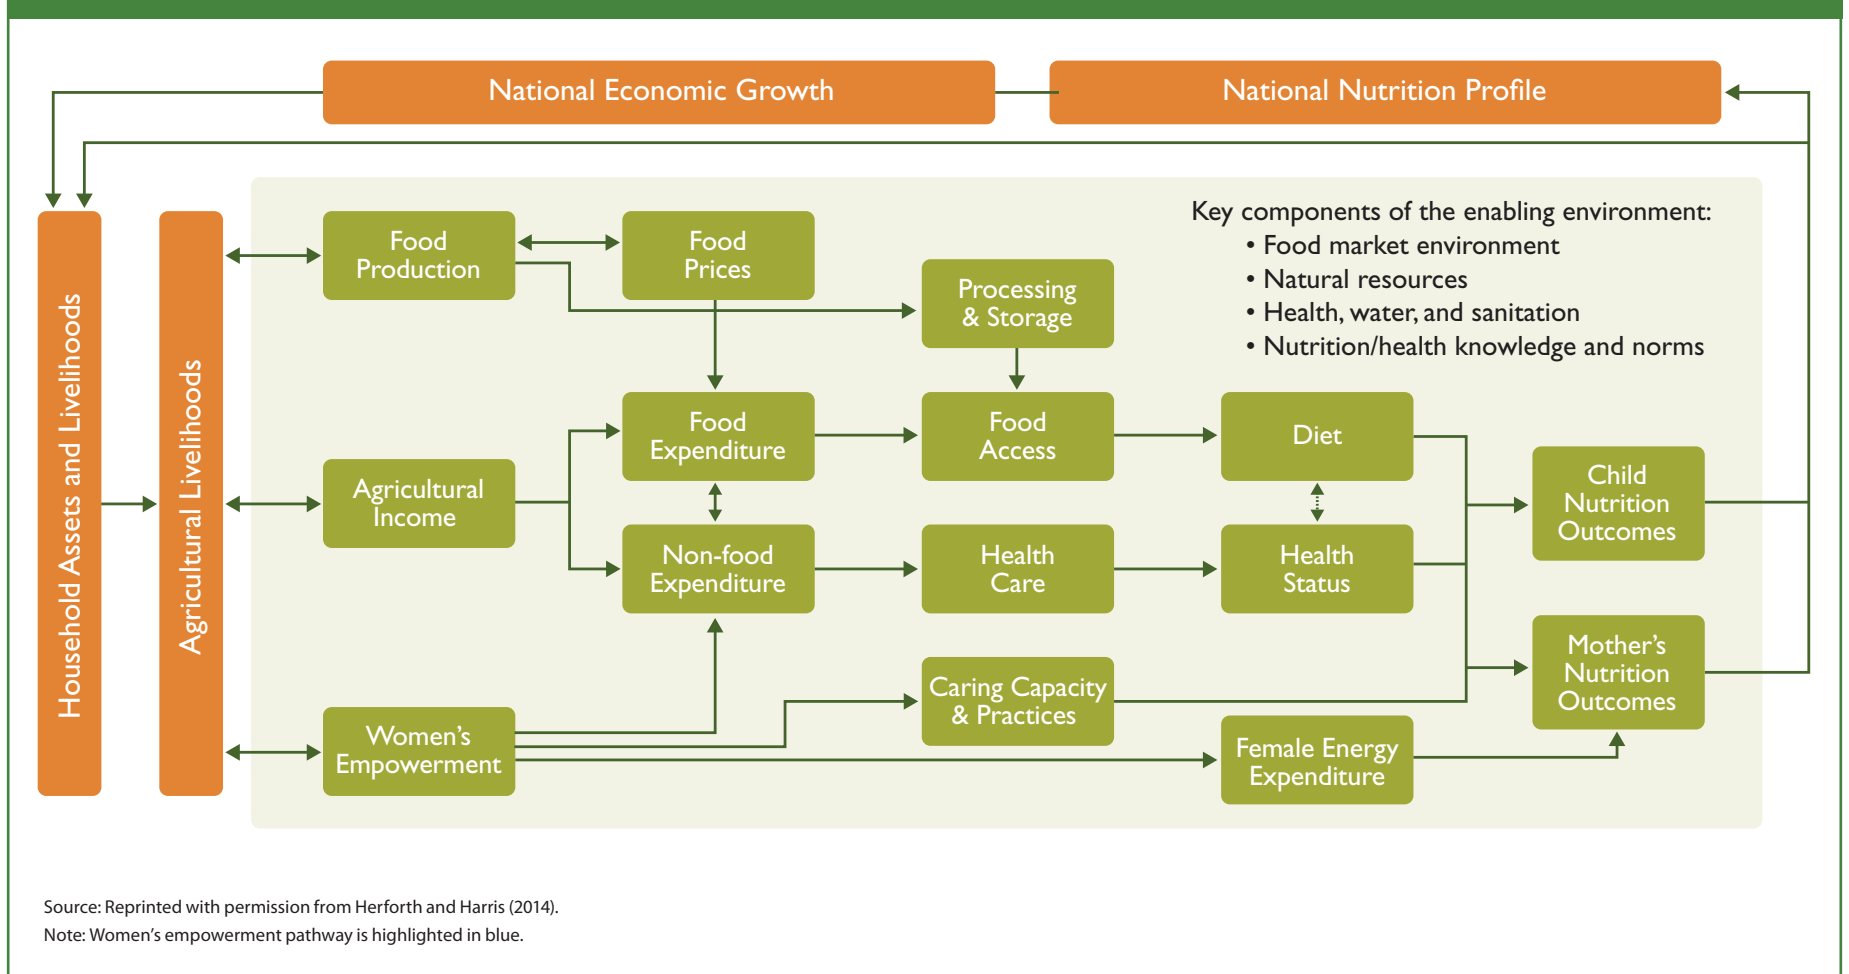 National Economic Growth
National Nutrition Profile
Household Assets and Livelihoods
Agricultural Livelihoods
Food
Production
Food
Prices
Processing
& Storage
Key components of the enabling environment:
• Food market environment
• Natural resources
• Health, water, and sanitation
• Nutrition/health knowledge and norms
Agricultural
Income
Food
Expenditure
Food
Access
Diet
Non-food
Expenditure
Health
Care
Health
Status
Child
Nutrition
Outcomes
Women's
Empowerment
Caring Capacity
& Practices
Female Energy
Expenditure
Mother's
Nutrition
Outcomes
Source: Reprinted with permission from Herforth and Harris (2014).
Note: Women's empowerment pathway is highlighted in blue.